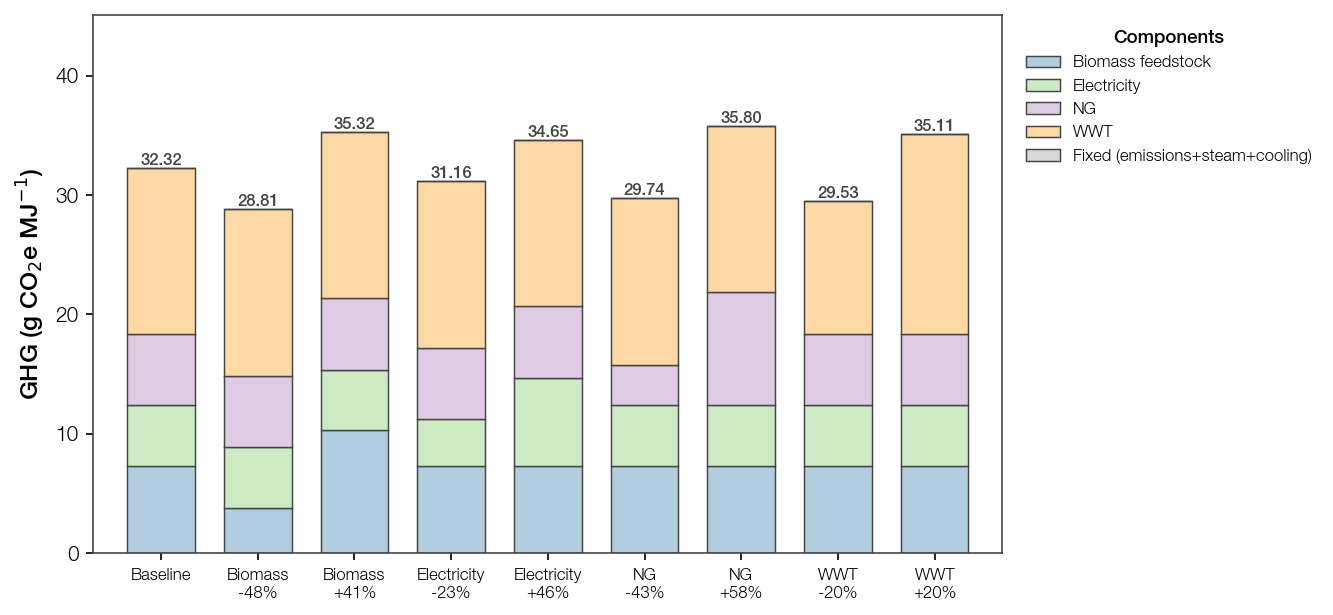 GHG (g CO₂e MJ⁻¹)
40
30
20
10
0
32.32
28.81
35.32
31.16
34.65
29.74
35.80
29.53
35.11
Baseline
Biomass
-48%
Biomass
+41%
Electricity
-23%
Electricity
+46%
NG
-43%
NG
+58%
WWT
-20%
WWT
+20%
Components
Biomass feedstock
Electricity
NG
WWT
Fixed (emissions+steam+cooling)